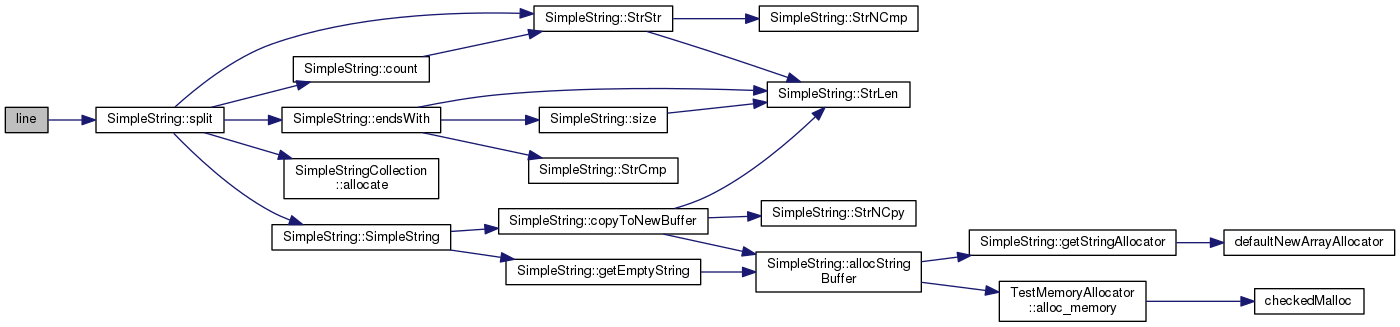 line
SimpleString::split
SimpleString::StrStr
SimpleString::StrNCmp
SimpleString::count
SimpleString::StrLen
SimpleString::endsWith
SimpleString::size
SimpleString::StrCmp
SimpleStringCollection
::allocate
SimpleString::SimpleString
SimpleString::copyToNewBuffer
SimpleString::StrNCpy
SimpleString::getEmptyString
SimpleString::allocString
Buffer
SimpleString::getStringAllocator
defaultNewArrayAllocator
TestMemoryAllocator
::alloc_memory
checkedMalloc